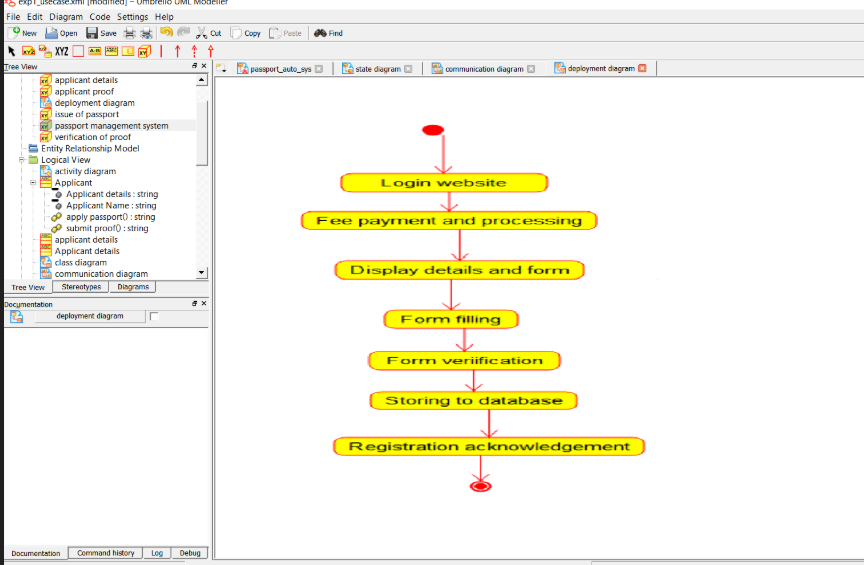 exp1_usecase.xml [modified] – Umbrello UML Modeller
File Edit Diagram Code Settings Help
New Open Save Cut Copy Paste Find
XYZ
Tree View
passport_auto_sys state diagram communication diagram deployment diagram
applicant details
applicant proof
deployment diagram
issue of passport
passport management system
verification of proof
Entity Relationship Model
Logical View
activity diagram
Applicant
Applicant details : string
Applicant Name : string
apply passport() : string
submit proof() : string
applicant details
Applicant details
class diagram
communication diagram
Tree View Stereotypes Diagrams
Documentation
deployment diagram
Documentation Command history Log Debug
Login website
Fee payment and processing
Display details and form
Form filling
Form veriification
Storing to database
Registration acknowledgement